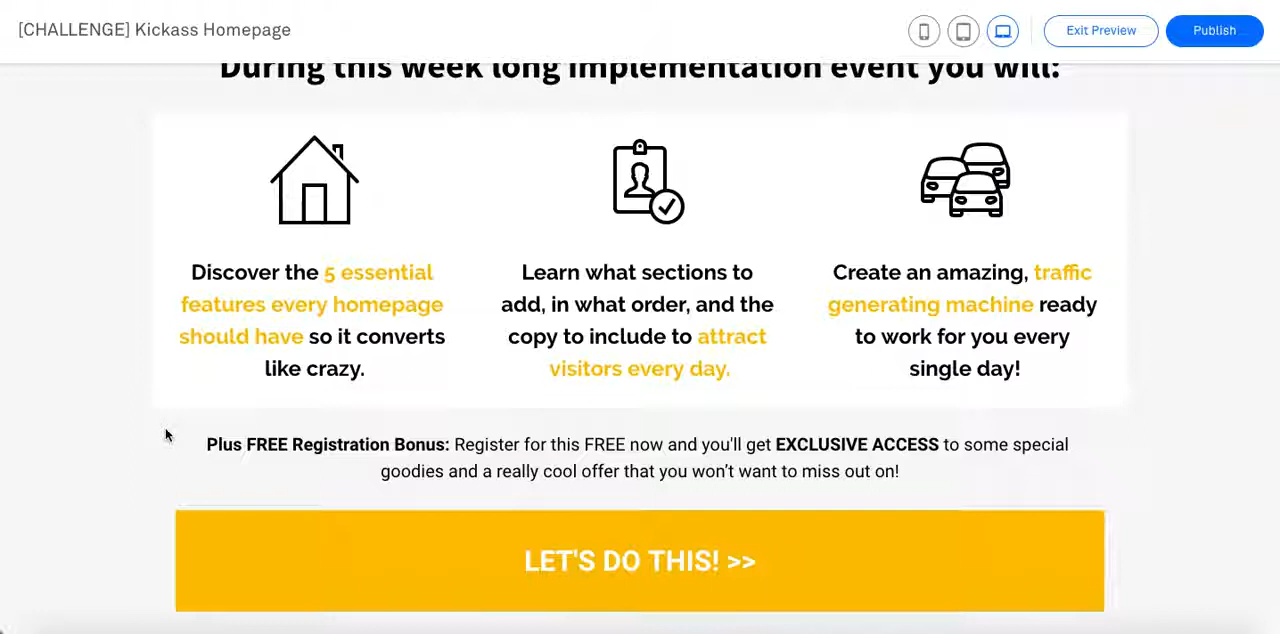 [CHALLENGE] Kickass Homepage
Exit Preview
Publish
During this week long implementation event you will:
Discover the 5 essential
features every homepage
should have so it converts
like crazy.
Learn what sections to
add, in what order, and the
copy to include to attract
visitors every day.
Create an amazing, traffic
generating machine ready
to work for you every
single day!
Plus FREE Registration Bonus: Register for this FREE now and you'll get EXCLUSIVE ACCESS to some special
goodies and a really cool offer that you won't want to miss out on!
LET'S DO THIS! >>